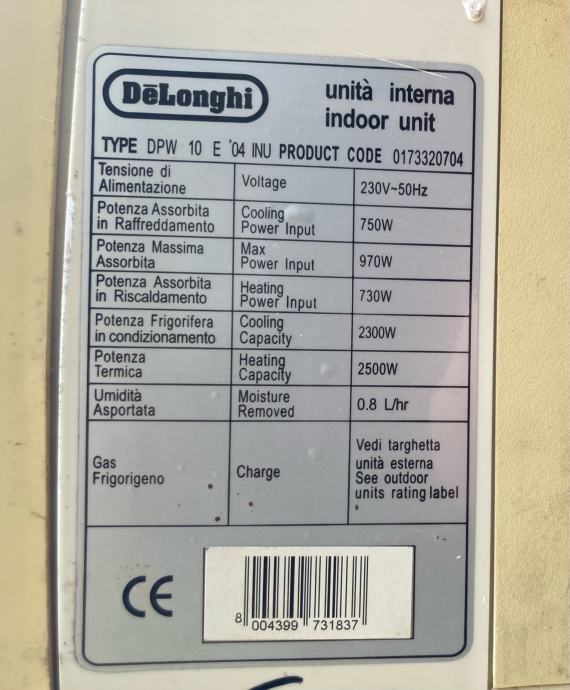 DēLonghi
unità interna
indoor unit
TYPE DPW 10 E '04 INU PRODUCT CODE 0173320704
Tensione di
Alimentazione
Voltage
230V~50Hz
Potenza Assorbita
in Raffreddamento
Cooling
Power Input
750W
Potenza Massima
Assorbita
Max
Power Input
970W
Potenza Assorbita
in Riscaldamento
Heating
Power Input
730W
Potenza Frigorifera
in condizionamento
Cooling
Capacity
2300W
Potenza
Termica
Heating
Capacity
2500W
Umidità
Asportata
Moisture
Removed
0.8 L/hr
Gas
Frigorigeno
Charge
Vedi targhetta
unità esterna
See outdoor
units rating label
CE
8 004399 731837